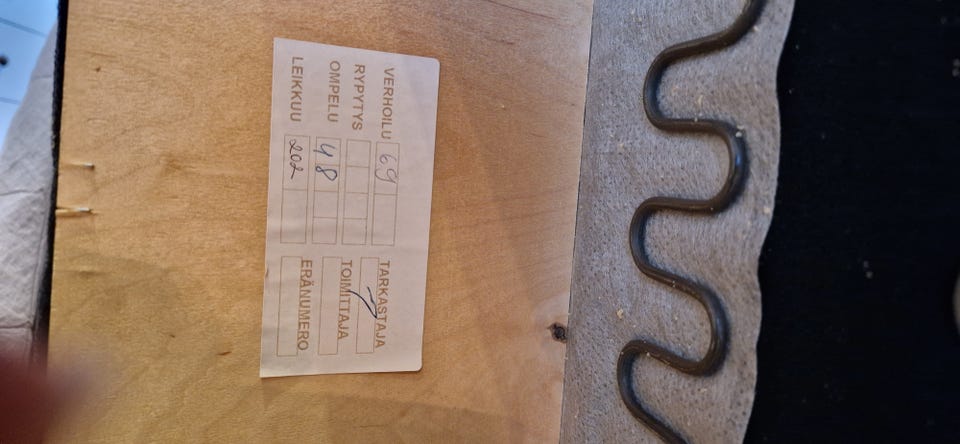 VERHOILU 69
RYPYTYS
OMPELU 48
LEIKKUU 202
TARKASTAJA
TOIMITTAJA
ERÄNUMERO